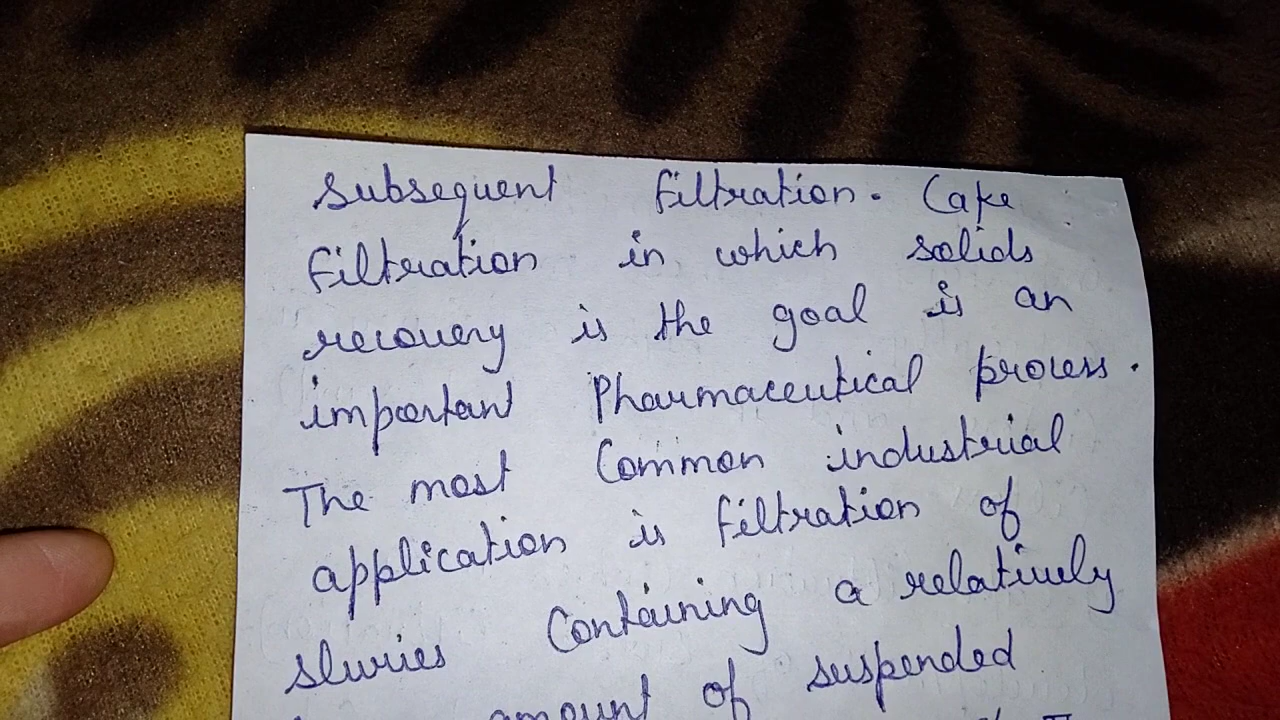 Subsequent filtration. Cake
filtration in which solids
recovery is the goal is an
important Pharmaceutical process.
The most Common industrial
application is filtration of
slurries Containing a relatively
amount of suspended